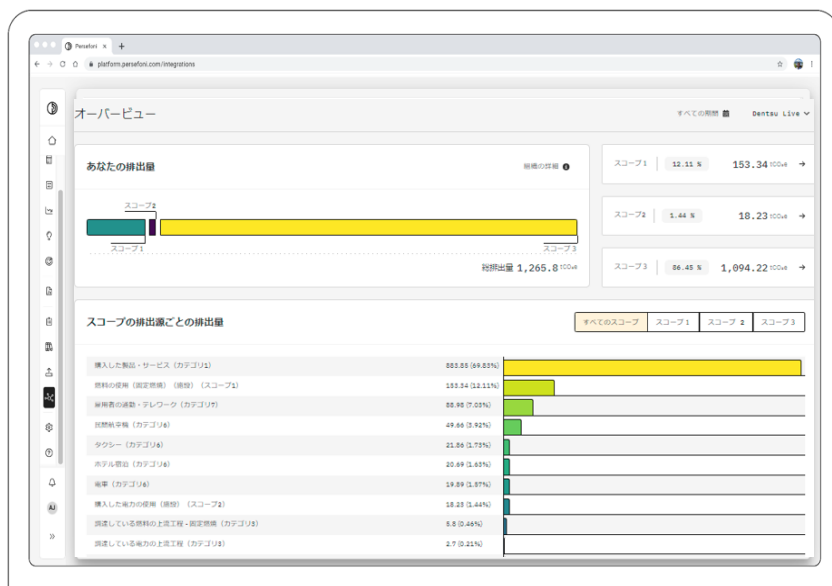 Persefoni × +
platform.persefoni.com/integrations
オーバービュー
すべての期間
Dentsu Live
あなたの排出量
組織の詳細
スコープ2
スコープ1
スコープ3
総排出量 1,265.8 tCO₂e
スコープ1 12.11 % 153.34 tCO₂e →
スコープ2 1.44 % 18.23 tCO₂e →
スコープ3 86.45 % 1,094.22 tCO₂e →
スコープの排出源ごとの排出量
すべてのスコープ スコープ1 スコープ 2 スコープ3
購入した製品・サービス（カテゴリ1） 883.85 (69.83%)
燃料の使用（固定燃焼）（施設）（スコープ1） 153.34 (12.11%)
雇用者の通勤・テレワーク（カテゴリ7） 88.98 (7.03%)
民間航空機（カテゴリ6） 49.66 (3.92%)
タクシー（カテゴリ6） 21.86 (1.73%)
ホテル宿泊（カテゴリ6） 20.69 (1.63%)
電車（カテゴリ6） 19.89 (1.57%)
購入した電力の使用（施設）（スコープ2） 18.23 (1.44%)
調達している燃料の上流工程 - 固定燃焼（カテゴリ3） 5.8 (0.46%)
調達している電力の上流工程（カテゴリ3） 2.7 (0.21%)
AJ